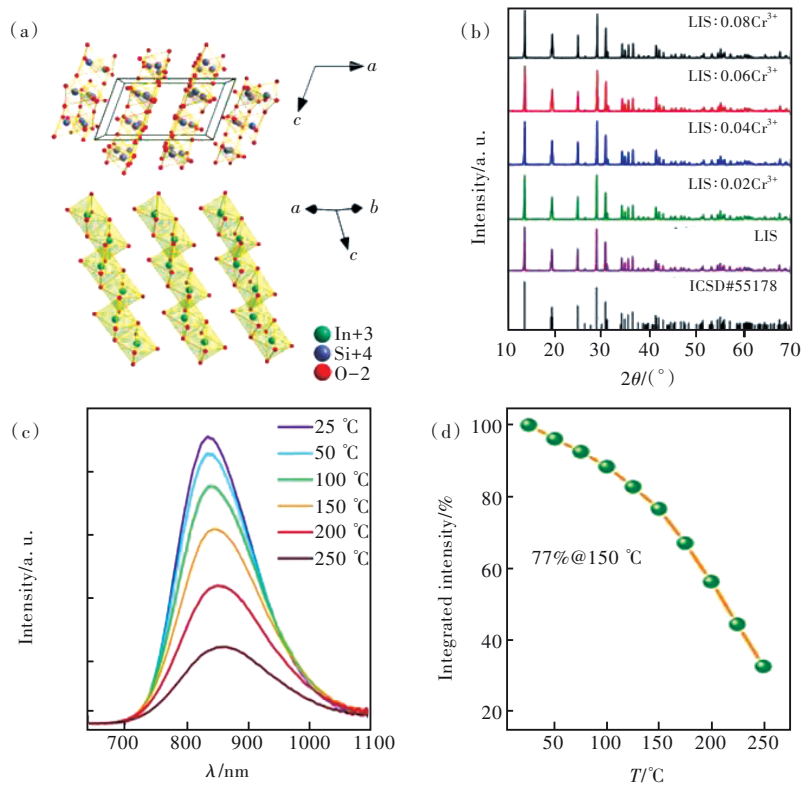 (a)
a
c
a
b
c
In+3
Si+4
O-2
(b)
LIS:0.08Cr³⁺
LIS:0.06Cr³⁺
LIS:0.04Cr³⁺
LIS:0.02Cr³⁺
LIS
ICSD#55178
Intensity/a. u.
10 20 30 40 50 60 70
2θ/(°)
(c)
25 ℃
50 ℃
100 ℃
150 ℃
200 ℃
250 ℃
Intensity/a. u.
700 800 900 1000 1100
λ/nm
(d)
100
80
60
40
20
77%@150 ℃
Integrated intensity/%
50 100 150 200 250
T/℃